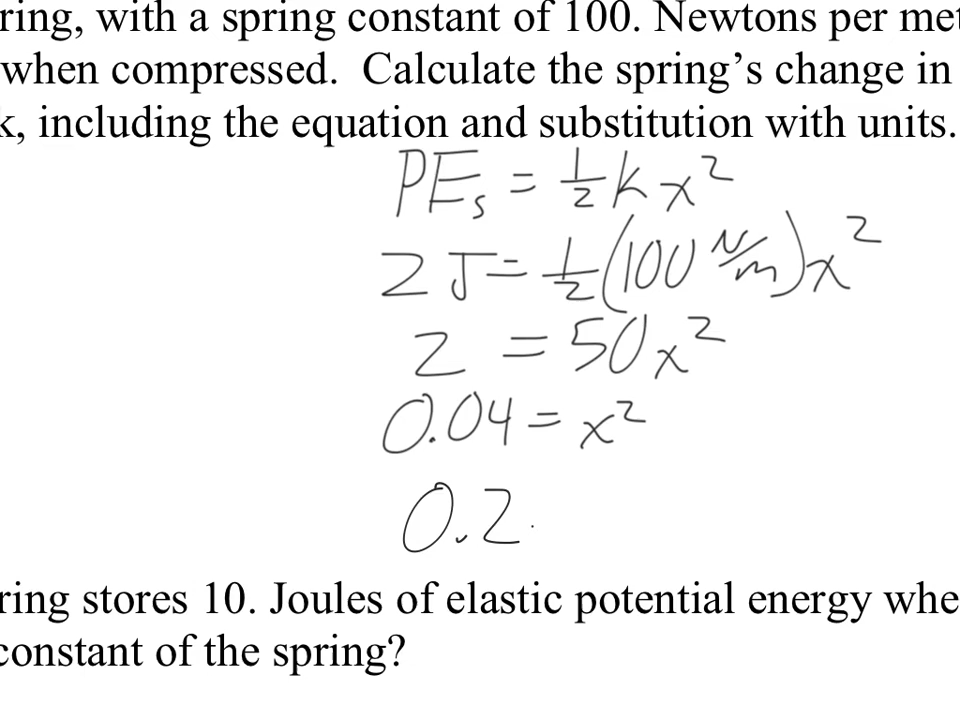 ring, with a spring constant of 100. Newtons per met
when compressed. Calculate the spring's change in
k, including the equation and substitution with units.
PEₛ = ½kx²
2J = ½(100 N/m)x²
2 = 50x²
0.04 = x²
0.2
ring stores 10. Joules of elastic potential energy whe
constant of the spring?